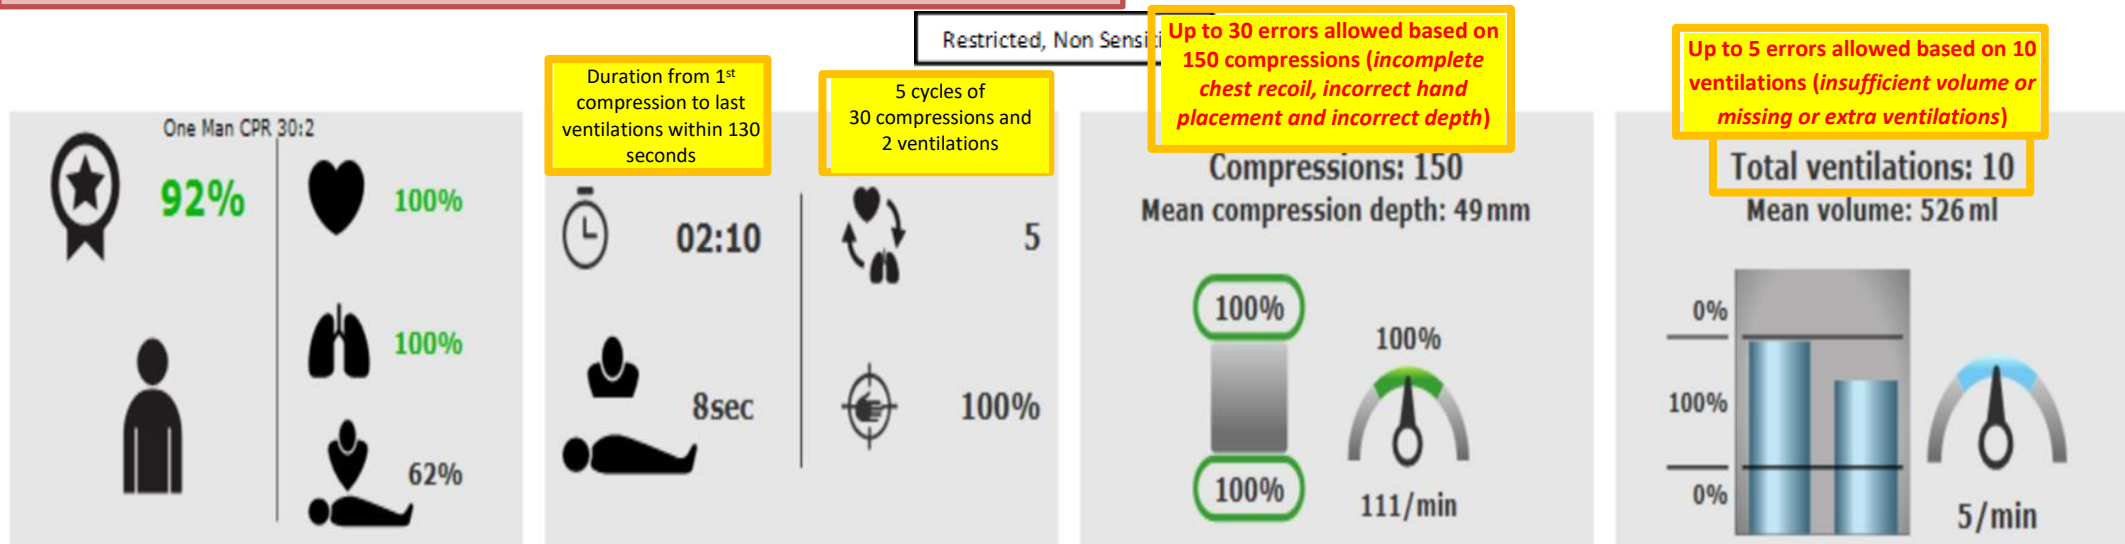 Restricted, Non Sensiti
One Man CPR 30:2
92%
100%
100%
62%
Duration from 1st
compression to last
ventilations within 130
seconds
02:10
8sec
5 cycles of
30 compressions and
2 ventilations
5
100%
Up to 30 errors allowed based on
150 compressions (incomplete
chest recoil, incorrect hand
placement and incorrect depth)
Compressions: 150
Mean compression depth: 49 mm
100%
100%
100%
111/min
Up to 5 errors allowed based on 10
ventilations (insufficient volume or
missing or extra ventilations)
Total ventilations: 10
Mean volume: 526 ml
0%
100%
0%
5/min